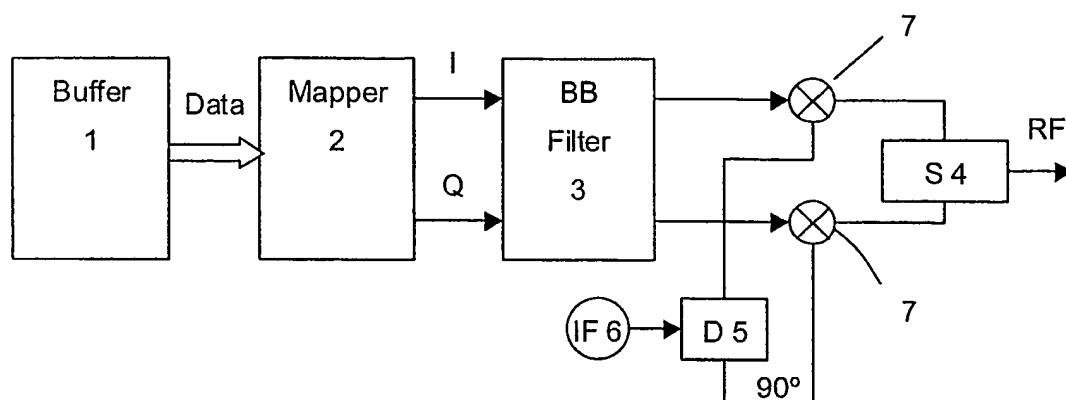 7
Buffer
1
Data
Mapper
2
I
Q
BB
Filter
3
S 4
RF
7
IF 6
D 5
90º